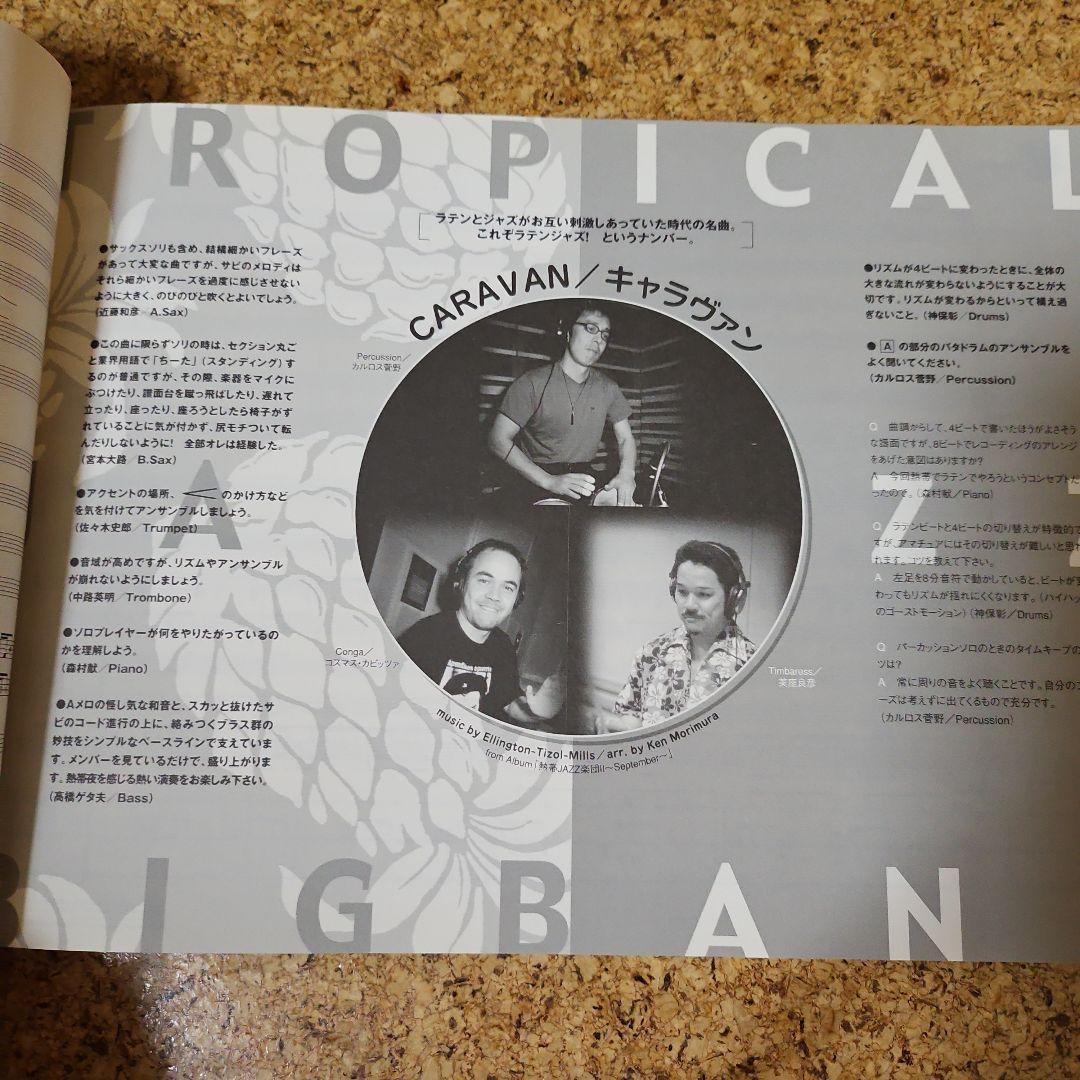 TROPICAL
ラテンとジャズがお互い刺激しあっていた時代の名曲。
これぞラテンジャズ! というナンバー。
CARAVAN/キャラヴァン
●サックスソリも含め、結構細かいフレーズ
があって大変な曲ですが、サビのメロディは
それら細かいフレーズを過度に感じさせない
ように大きく、のびのびと吹くとよいでしょう。
(近藤和彦/A.Sax)
●この曲に限らずソリの時は、セクション丸ご
と業界用語で「ちーた」(スタンディング)す
るのが普通ですが、その際、楽器をマイクに
ぶつけたり、譜面台を蹴っ飛ばしたり、遅れて
立ったり、座ったり、座ろうとしたら椅子がず
れていることに気が付かず、尻モチついて転
んだりしないように! 全部オレは経験した。
(宮本大路/B.Sax)
●アクセントの場所、 のかけ方など
を気を付けてアンサンブルしましょう。
(佐々木史郎/Trumpet)
●音域が高めですが、リズムやアンサンブル
が崩れないようにしましょう。
(中路英明/Trombone)
●ソロプレイヤーが何をやりたがっているの
かを理解しよう。
(森村献/Piano)
●Aメロの怪し気な和音と、スカッと抜けたサ
ビのコード進行の上に、絡みつくブラス群の
妙技をシンプルなベースラインで支えていま
す。メンバーを見ているだけで、盛り上がりま
す。熱帯夜を感じる熱い演奏をお楽しみ下さい。
(高橋ゲタ夫/Bass)
Percussion/
カルロス菅野
Conga/
コスマス・カピッツァ
Timbaress/
美座良彦
music by Ellington-Tizol-Mills/arr. by Ken Morimura
from Album「熱帯JAZZ楽団II〜September〜」
●リズムが4ビートに変わったときに、全体の
大きな流れが変わらないようにすることが大
切です。リズムが変わるからといって構え過
ぎないこと。(神保彰/Drums)
● A の部分のバタドラムのアンサンブルを
よく聞いてください。
(カルロス菅野/Percussion)
Q 曲調からして、4ビートで書いたほうがよさそう
な譜面ですが、8ビートでレコーディングのアレンジ
をあげた意図はありますか?
A 今回熱帯でラテンでやろうというコンセプトだ
ったので。(森村献/Piano)
Q ラテンビートと4ビートの切り替えが特徴的で
すが、アマチュアにはその切り替えが難しいと思わ
れます。コツを教えて下さい。
A 左足を8分音符で動かしていると、ビートが変
わってもリズムが揺れにくくなります。(ハイハッ
のゴーストモーション)(神保彰/Drums)
Q パーカッションソロのときのタイムキープの
ツは?
A 常に周りの音をよく聴くことです。自分のフ
ーズは考えずに出てくるもので充分です。
(カルロス菅野/Percussion)
A Z Z
BIGBAN